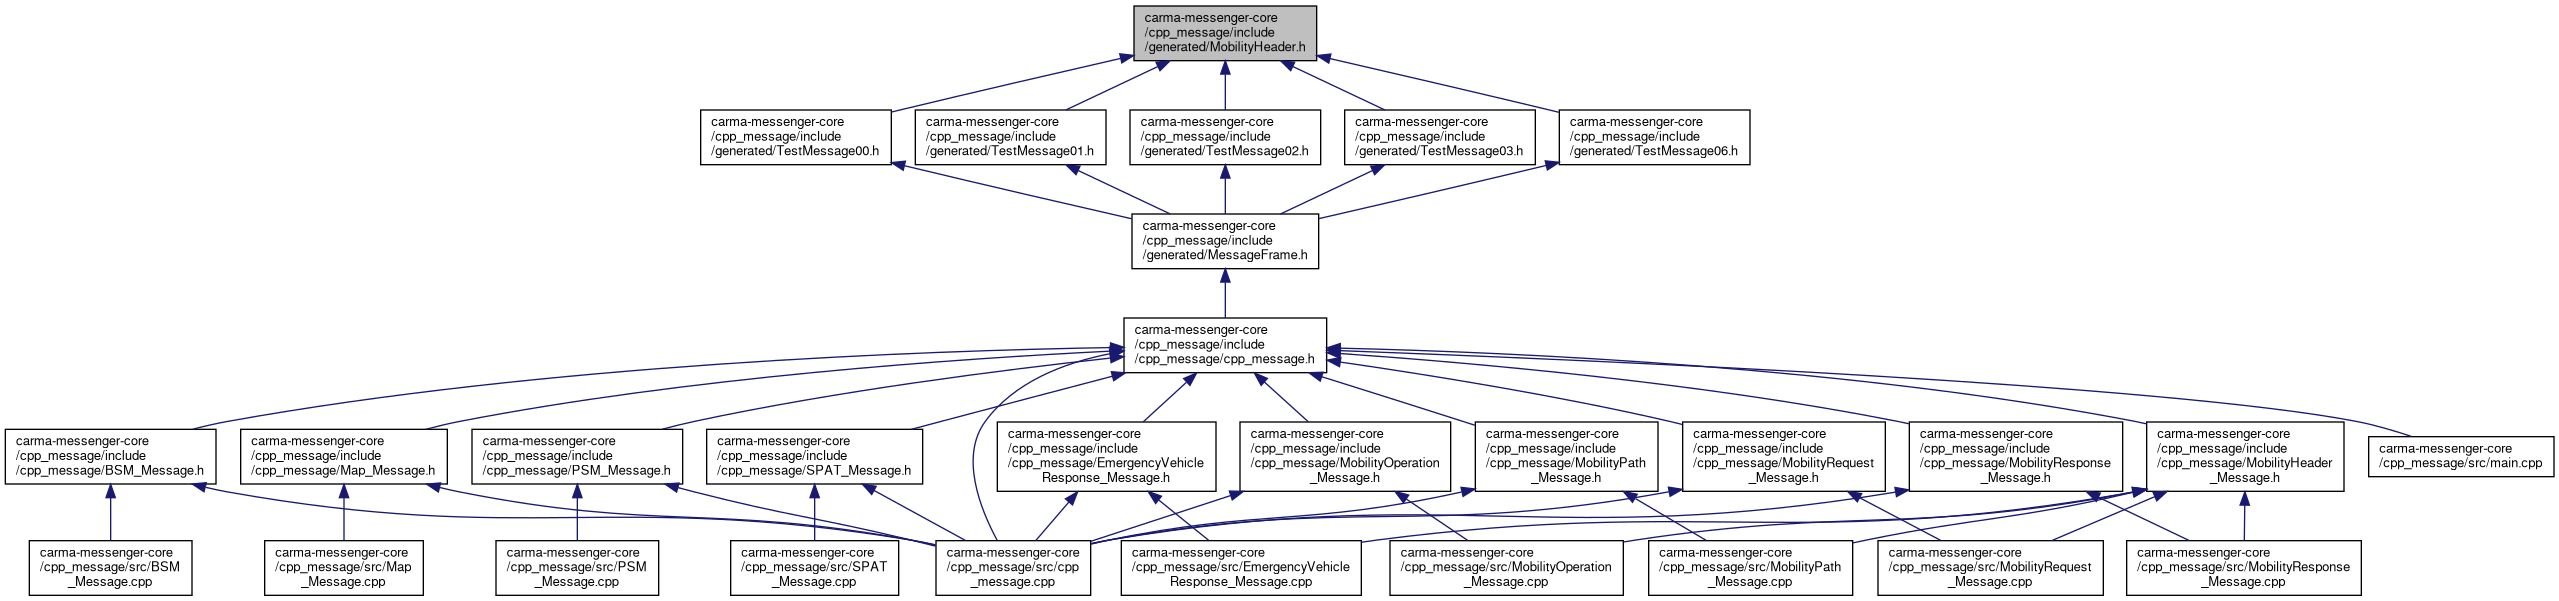 carma-messenger-core
/cpp_message/include
/generated/MobilityHeader.h
carma-messenger-core
/cpp_message/include
/generated/TestMessage00.h
carma-messenger-core
/cpp_message/include
/generated/TestMessage01.h
carma-messenger-core
/cpp_message/include
/generated/TestMessage02.h
carma-messenger-core
/cpp_message/include
/generated/TestMessage03.h
carma-messenger-core
/cpp_message/include
/generated/TestMessage06.h
carma-messenger-core
/cpp_message/include
/generated/MessageFrame.h
carma-messenger-core
/cpp_message/include
/cpp_message/cpp_message.h
carma-messenger-core
/cpp_message/include
/cpp_message/BSM_Message.h
carma-messenger-core
/cpp_message/include
/cpp_message/Map_Message.h
carma-messenger-core
/cpp_message/include
/cpp_message/PSM_Message.h
carma-messenger-core
/cpp_message/include
/cpp_message/SPAT_Message.h
carma-messenger-core
/cpp_message/include
/cpp_message/EmergencyVehicle
Response_Message.h
carma-messenger-core
/cpp_message/include
/cpp_message/MobilityOperation
_Message.h
carma-messenger-core
/cpp_message/include
/cpp_message/MobilityPath
_Message.h
carma-messenger-core
/cpp_message/include
/cpp_message/MobilityRequest
_Message.h
carma-messenger-core
/cpp_message/include
/cpp_message/MobilityResponse
_Message.h
carma-messenger-core
/cpp_message/include
/cpp_message/MobilityHeader
_Message.h
carma-messenger-core
/cpp_message/src/main.cpp
carma-messenger-core
/cpp_message/src/BSM
_Message.cpp
carma-messenger-core
/cpp_message/src/Map
_Message.cpp
carma-messenger-core
/cpp_message/src/PSM
_Message.cpp
carma-messenger-core
/cpp_message/src/SPAT
_Message.cpp
carma-messenger-core
/cpp_message/src/cpp
_message.cpp
carma-messenger-core
/cpp_message/src/EmergencyVehicle
Response_Message.cpp
carma-messenger-core
/cpp_message/src/MobilityOperation
_Message.cpp
carma-messenger-core
/cpp_message/src/MobilityPath
_Message.cpp
carma-messenger-core
/cpp_message/src/MobilityRequest
_Message.cpp
carma-messenger-core
/cpp_message/src/MobilityResponse
_Message.cpp